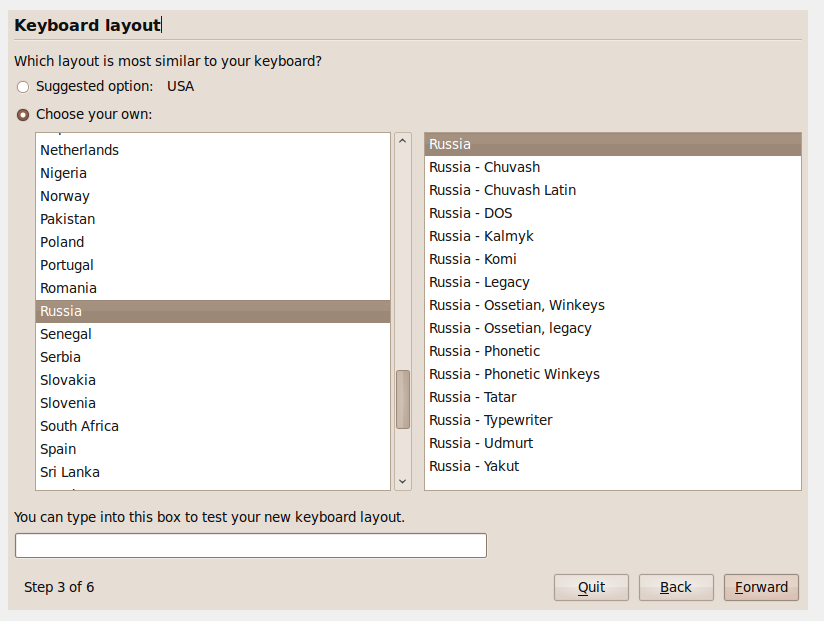 Keyboard layout
Which layout is most similar to your keyboard?
Suggested option: USA
Choose your own:
Netherlands
Nigeria
Norway
Pakistan
Poland
Portugal
Romania
Russia
Senegal
Serbia
Slovakia
Slovenia
South Africa
Spain
Sri Lanka
Russia
Russia - Chuvash
Russia - Chuvash Latin
Russia - DOS
Russia - Kalmyk
Russia - Komi
Russia - Legacy
Russia - Ossetian, Winkeys
Russia - Ossetian, legacy
Russia - Phonetic
Russia - Phonetic Winkeys
Russia - Tatar
Russia - Typewriter
Russia - Udmurt
Russia - Yakut
You can type into this box to test your new keyboard layout.
Step 3 of 6
Quit
Back
Forward